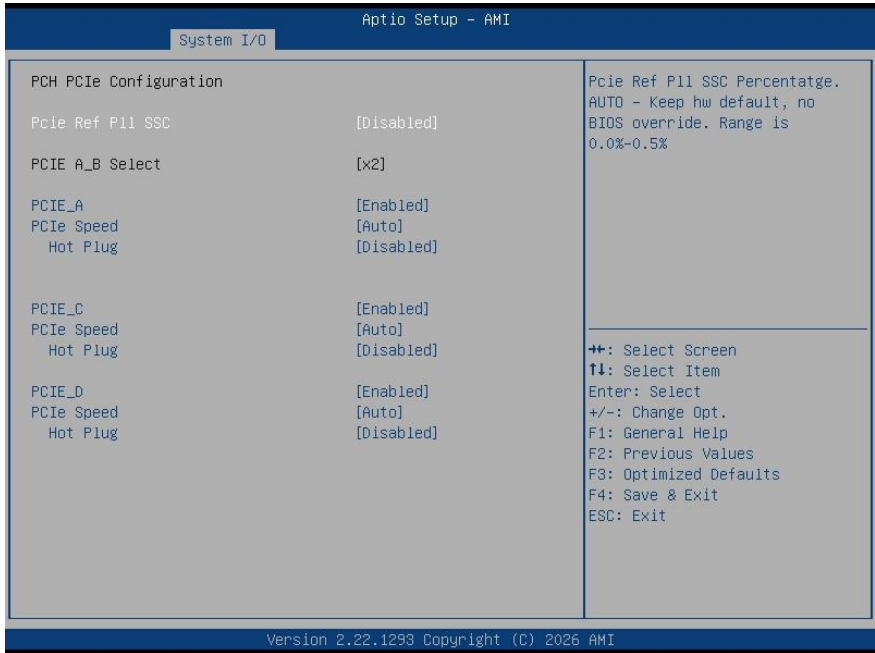 Aptio Setup - AMI
System I/O
PCH PCIe Configuration
Pcie Ref Pll SSC [Disabled]
PCIE A_B Select [x2]
PCIE_A [Enabled]
PCIe Speed [Auto]
Hot Plug [Disabled]
PCIE_C [Enabled]
PCIe Speed [Auto]
Hot Plug [Disabled]
PCIE_D [Enabled]
PCIe Speed [Auto]
Hot Plug [Disabled]
Pcie Ref Pll SSC Percentatge.
AUTO - Keep hw default, no
BIOS override. Range is
0.0%-0.5%
→←: Select Screen
↑↓: Select Item
Enter: Select
+/-: Change Opt.
F1: General Help
F2: Previous Values
F3: Optimized Defaults
F4: Save & Exit
ESC: Exit
Version 2.22.1293 Copyright (C) 2026 AMI